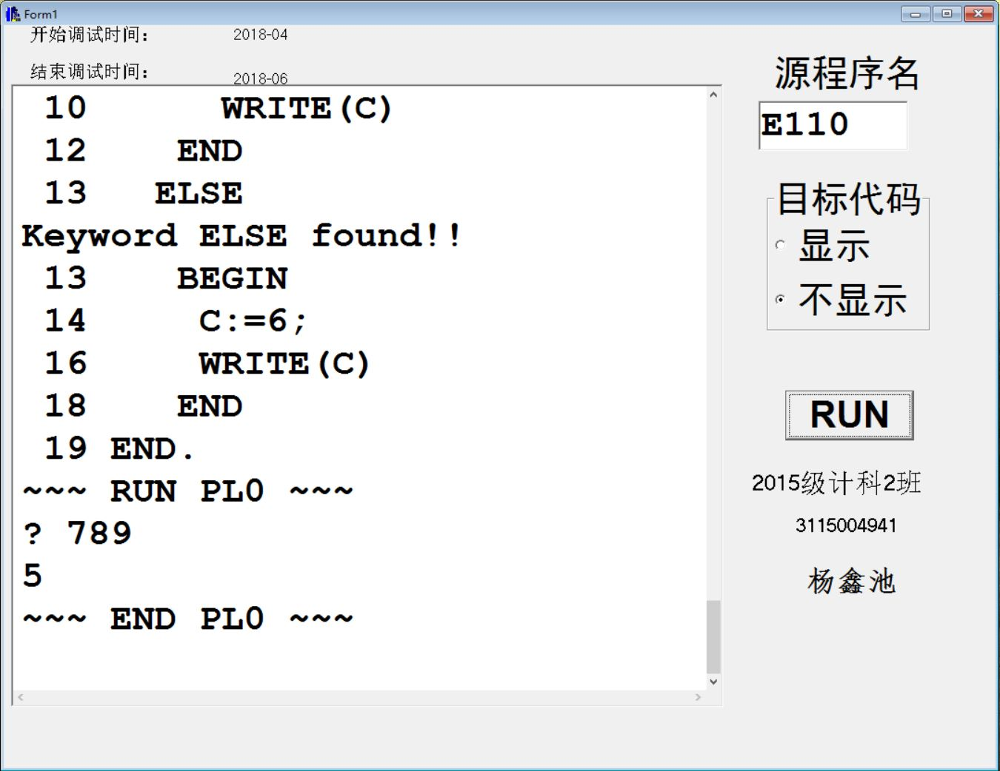 Form1
开始调试时间：
2018-04
结束调试时间：
2018-06
10 WRITE(C)
12 END
13 ELSE
Keyword ELSE found!!
13 BEGIN
14 C:=6;
16 WRITE(C)
18 END
19 END.
~~~ RUN PL0 ~~~
? 789
5
~~~ END PL0 ~~~
源程序名
E110
目标代码
显示
不显示
RUN
2015级计科2班
3115004941
杨鑫池